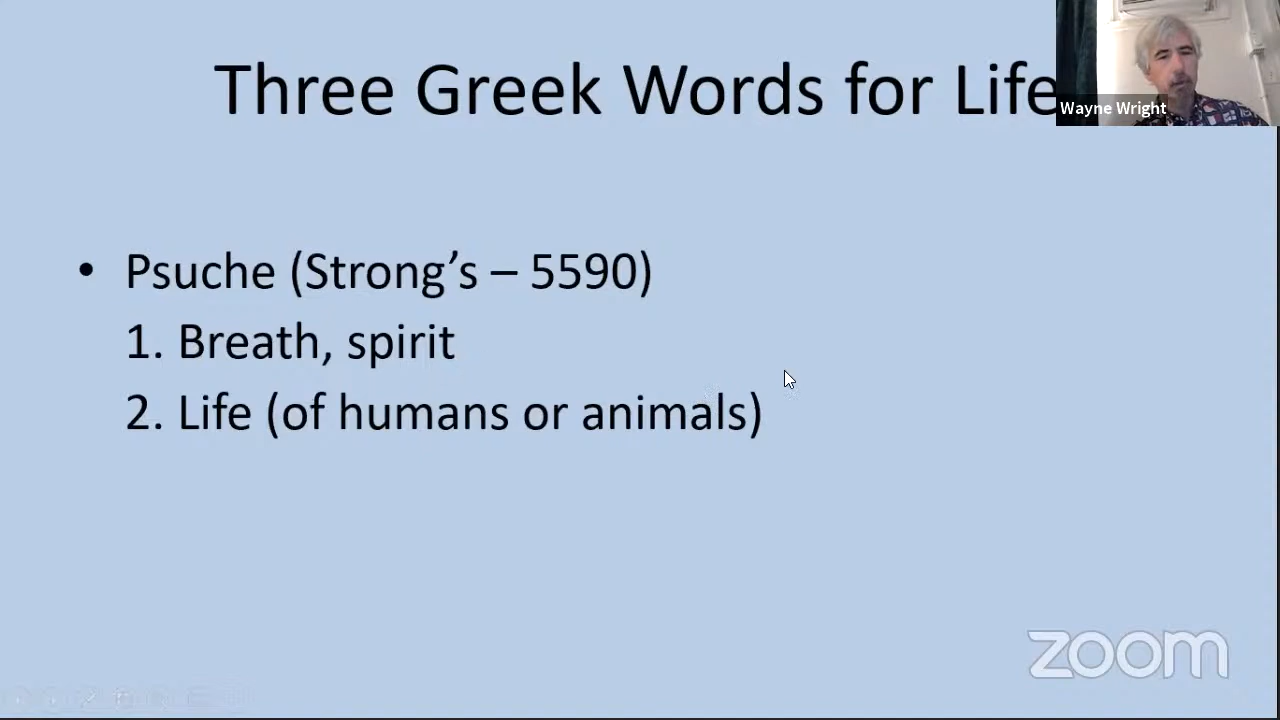 Three Greek Words for Life
Wayne Wright
• Psuche (Strong’s – 5590)
1. Breath, spirit
2. Life (of humans or animals)
zoom